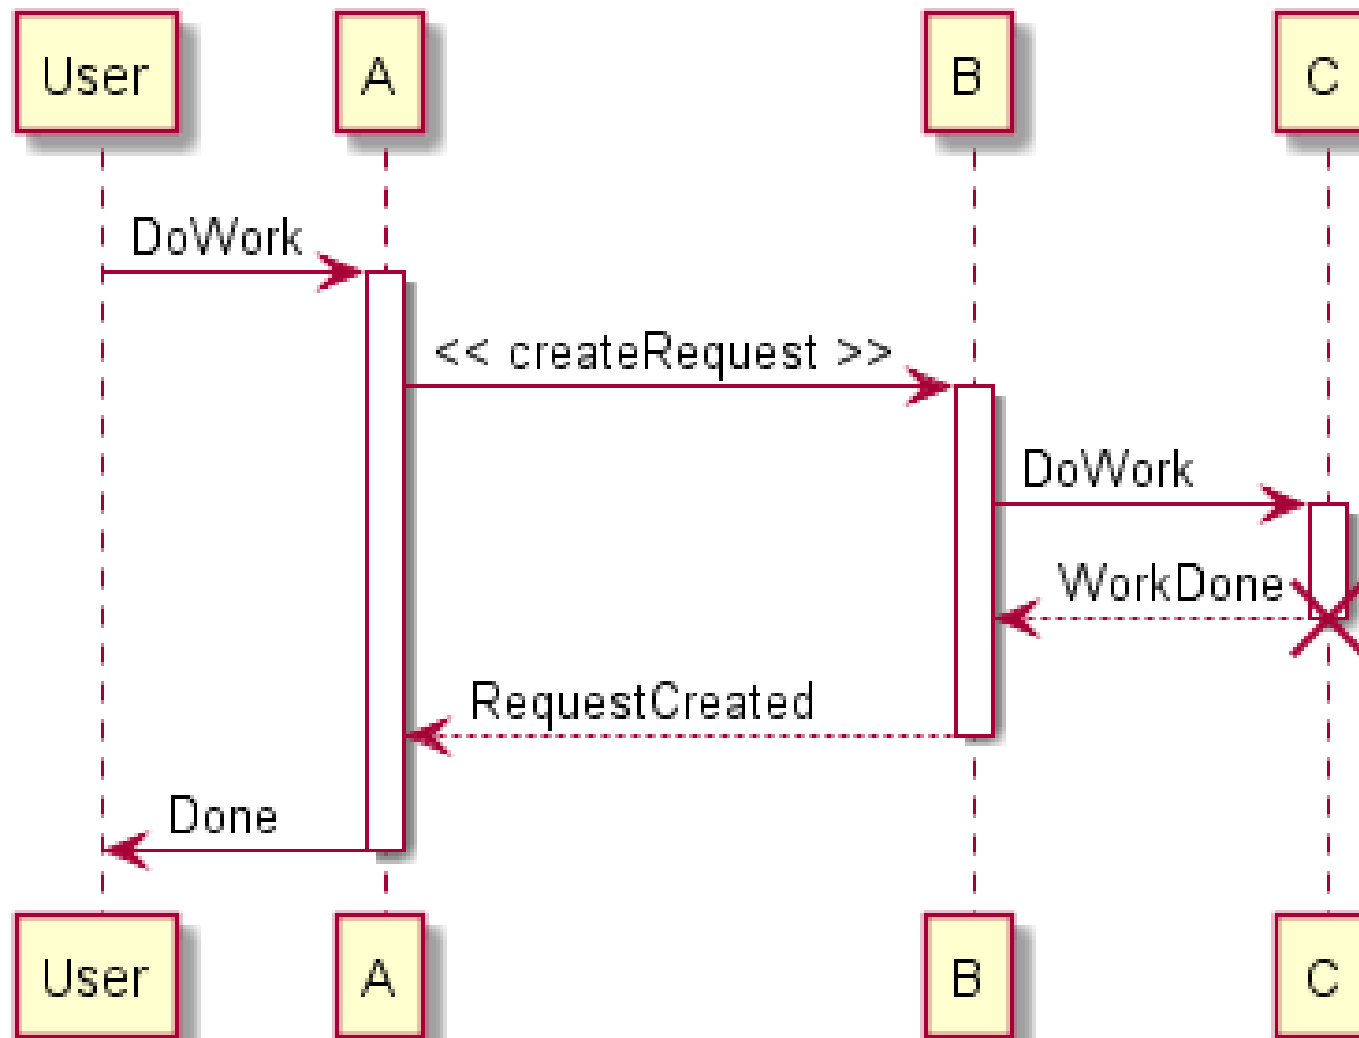 User
A
B
C
DoWork
<< createRequest >>
DoWork
WorkDone
RequestCreated
Done
User
A
B
C